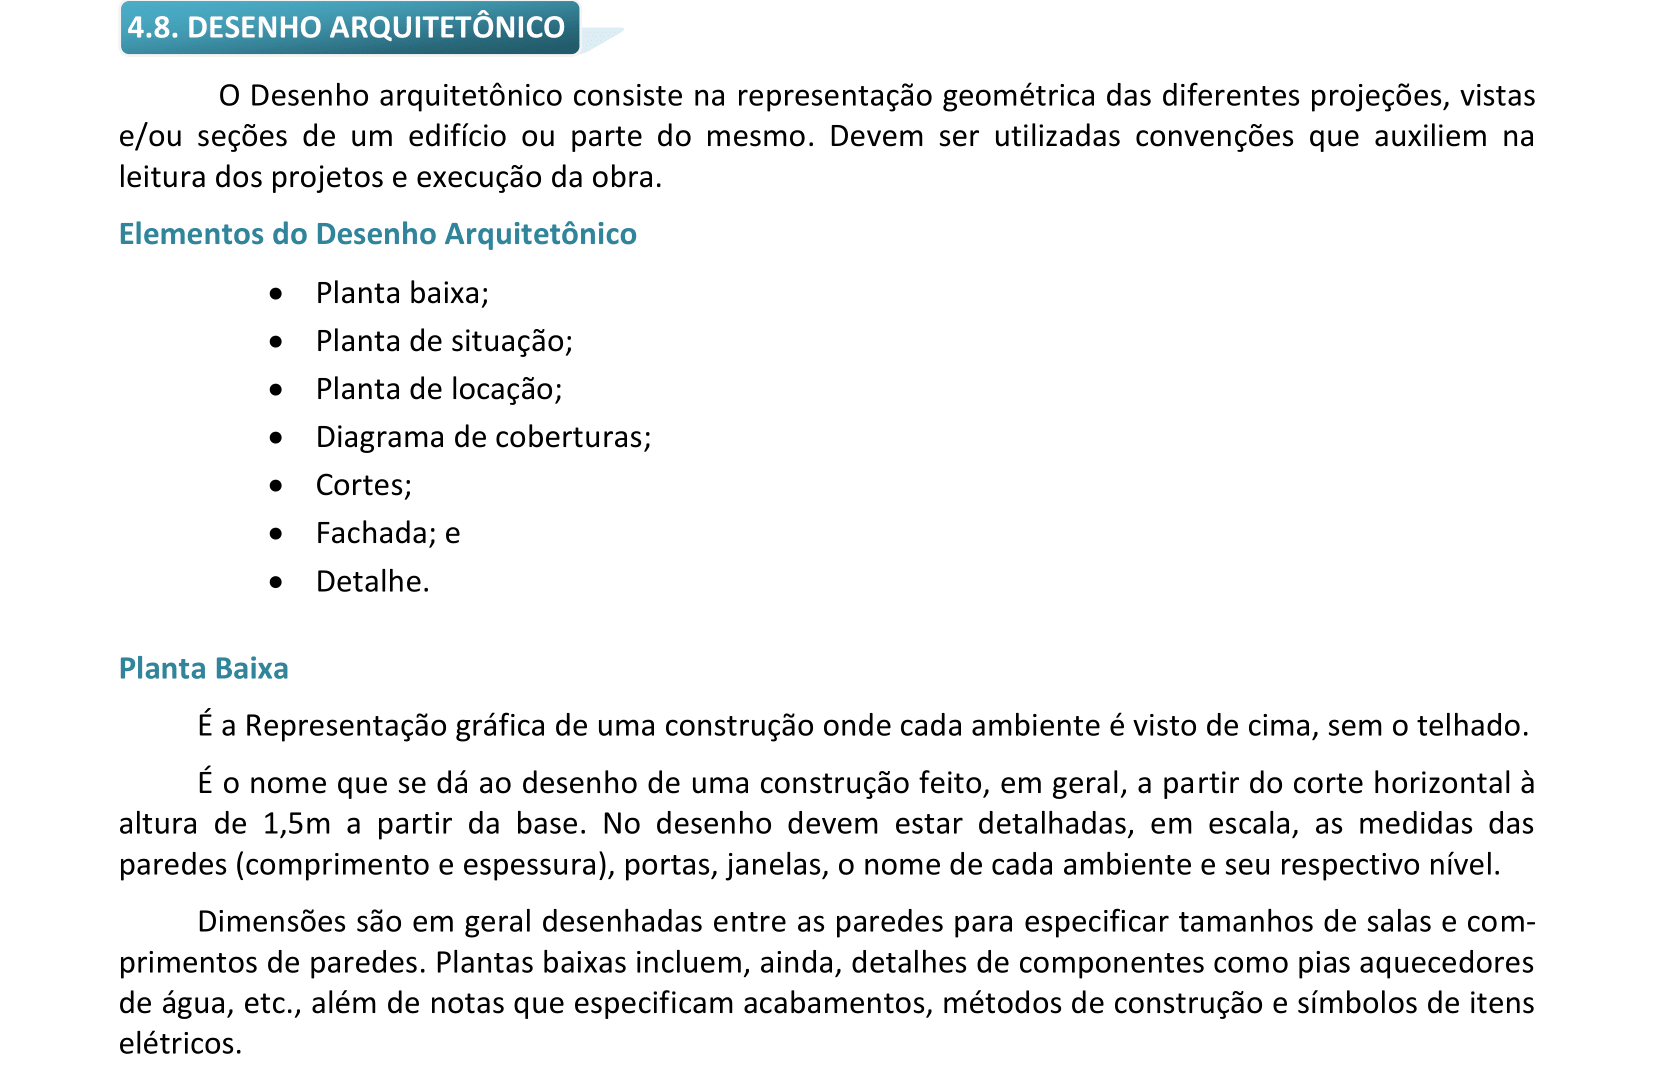 4.8. DESENHO ARQUITETÔNICO
O Desenho arquitetônico consiste na representação geométrica das diferentes projeções, vistas
e/ou seções de um edifício ou parte do mesmo. Devem ser utilizadas convenções que auxiliem na
leitura dos projetos e execução da obra.
Elementos do Desenho Arquitetônico
• Planta baixa;
• Planta de situação;
• Planta de locação;
• Diagrama de coberturas;
• Cortes;
• Fachada; e
• Detalhe.
Planta Baixa
É a Representação gráfica de uma construção onde cada ambiente é visto de cima, sem o telhado.
É o nome que se dá ao desenho de uma construção feito, em geral, a partir do corte horizontal à
altura de 1,5m a partir da base. No desenho devem estar detalhadas, em escala, as medidas das
paredes (comprimento e espessura), portas, janelas, o nome de cada ambiente e seu respectivo nível.
Dimensões são em geral desenhadas entre as paredes para especificar tamanhos de salas e com-
primentos de paredes. Plantas baixas incluem, ainda, detalhes de componentes como pias aquecedores
de água, etc., além de notas que especificam acabamentos, métodos de construção e símbolos de itens
elétricos.